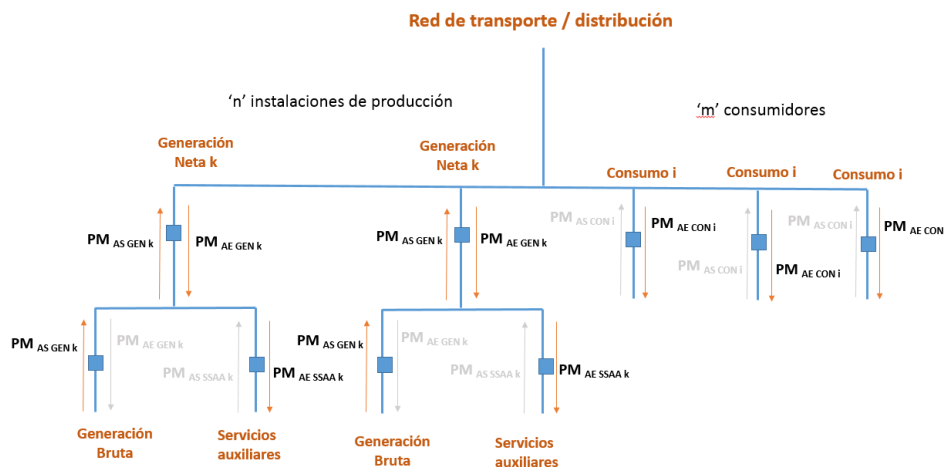 Red de transporte / distribución
‘n’ instalaciones de producción
‘m’ consumidores
Generación
Neta k
Generación
Neta k
Consumo i
Consumo i
Consumo i
PM AS GEN k
PM AE GEN k
PM AS GEN k
PM AE GEN k
PM AS CON i
PM AE CON i
PM AS CON i
PM AE CON i
PM AS CON i
PM AE CON
PM AS GEN k
PM AE GEN k
PM AS SSAA k
PM AE SSAA k
PM AS GEN k
PM AE GEN k
PM AS SSAA k
PM AE SSAA k
Generación
Bruta
Servicios
auxiliares
Generación
Bruta
Servicios
auxiliares